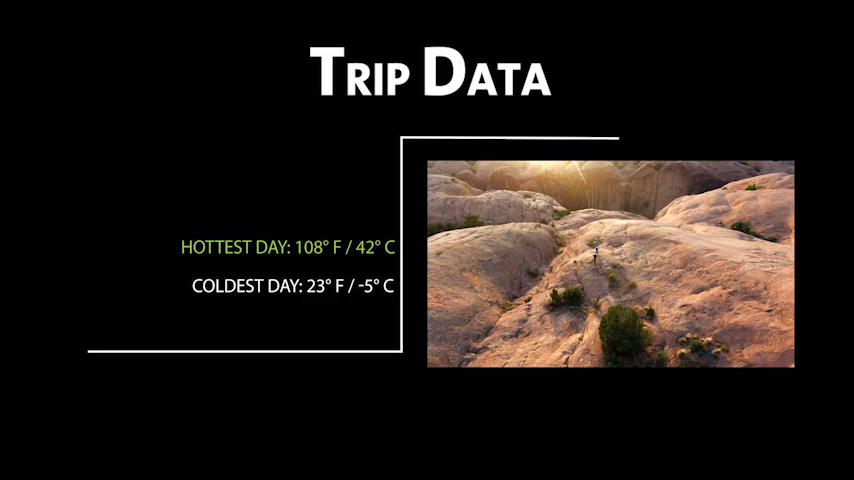 Trip Data
HOTTEST DAY: 108° F / 42° C
COLDEST DAY: 23° F / -5° C